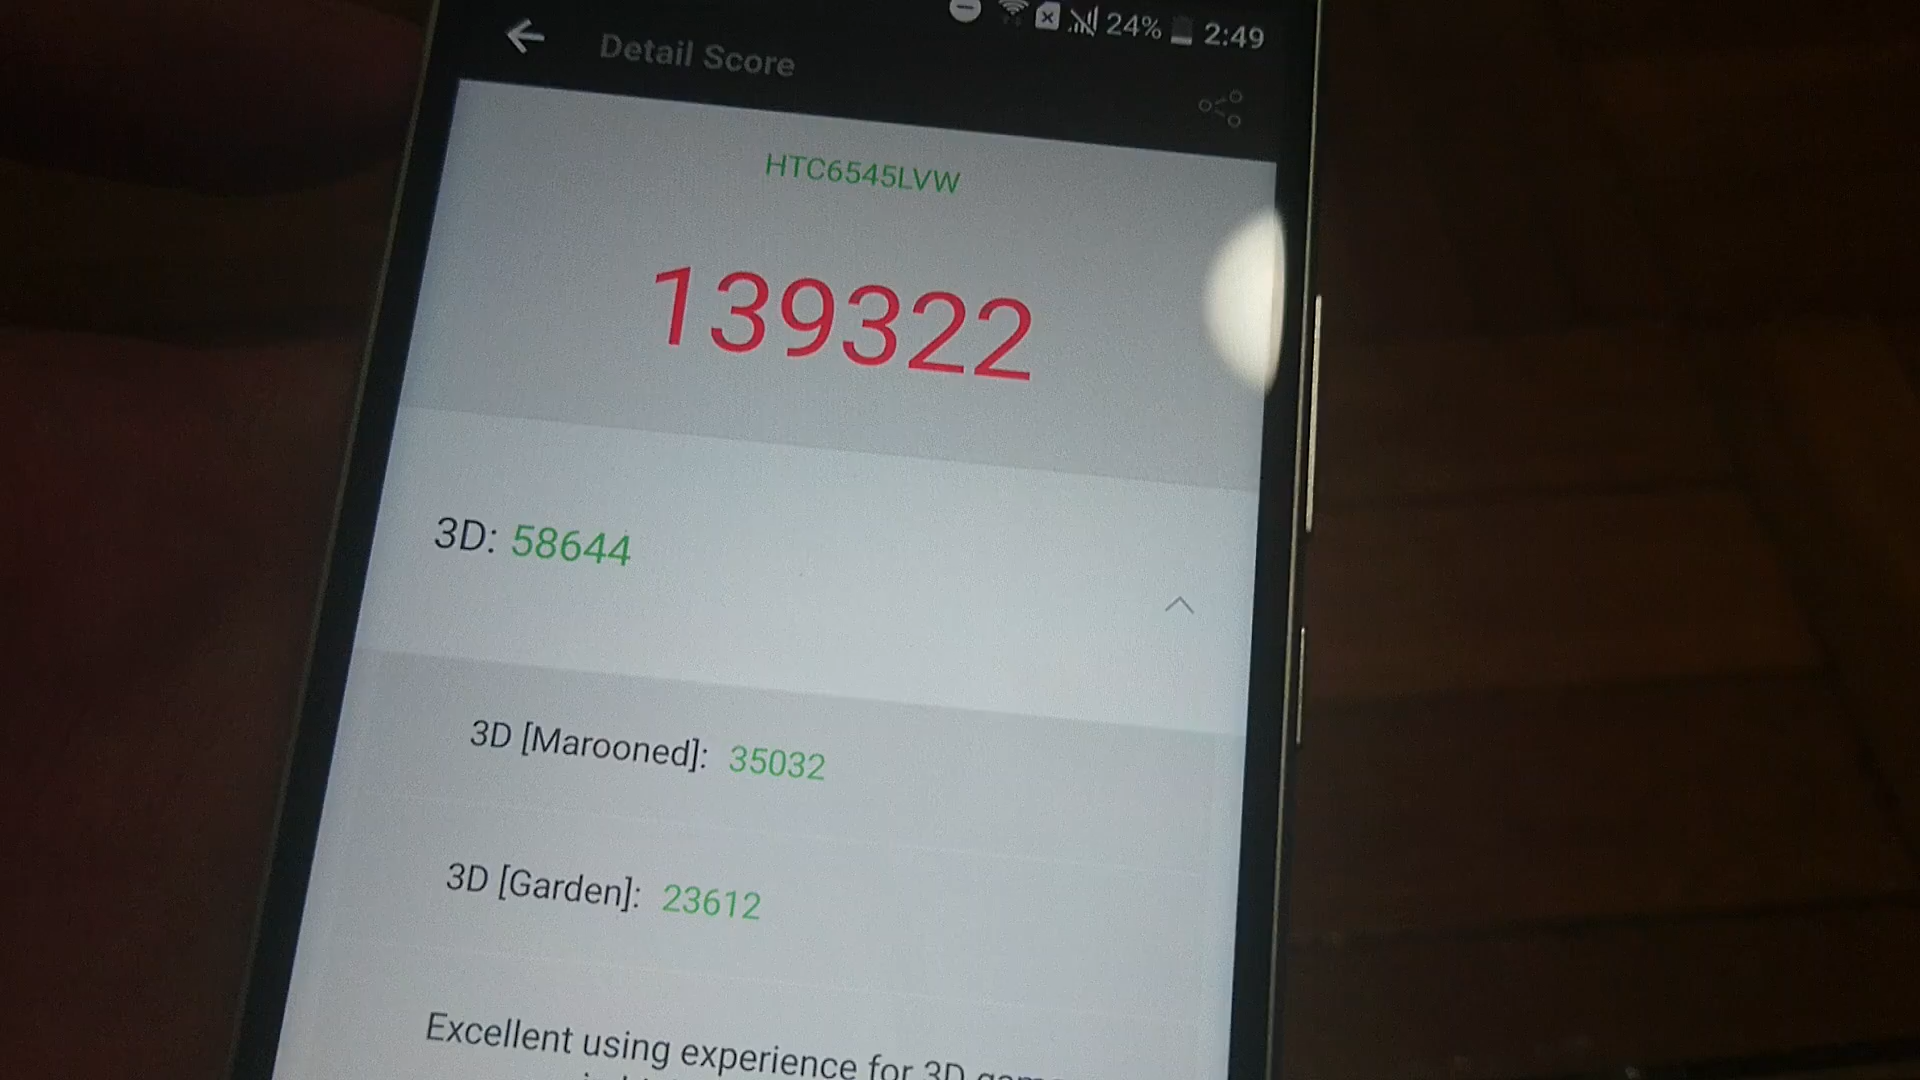 24% 2:49
Detail Score
HTC6545LVW
139322
3D: 58644
3D [Marooned]: 35032
3D [Garden]: 23612
Excellent using experience for 3D